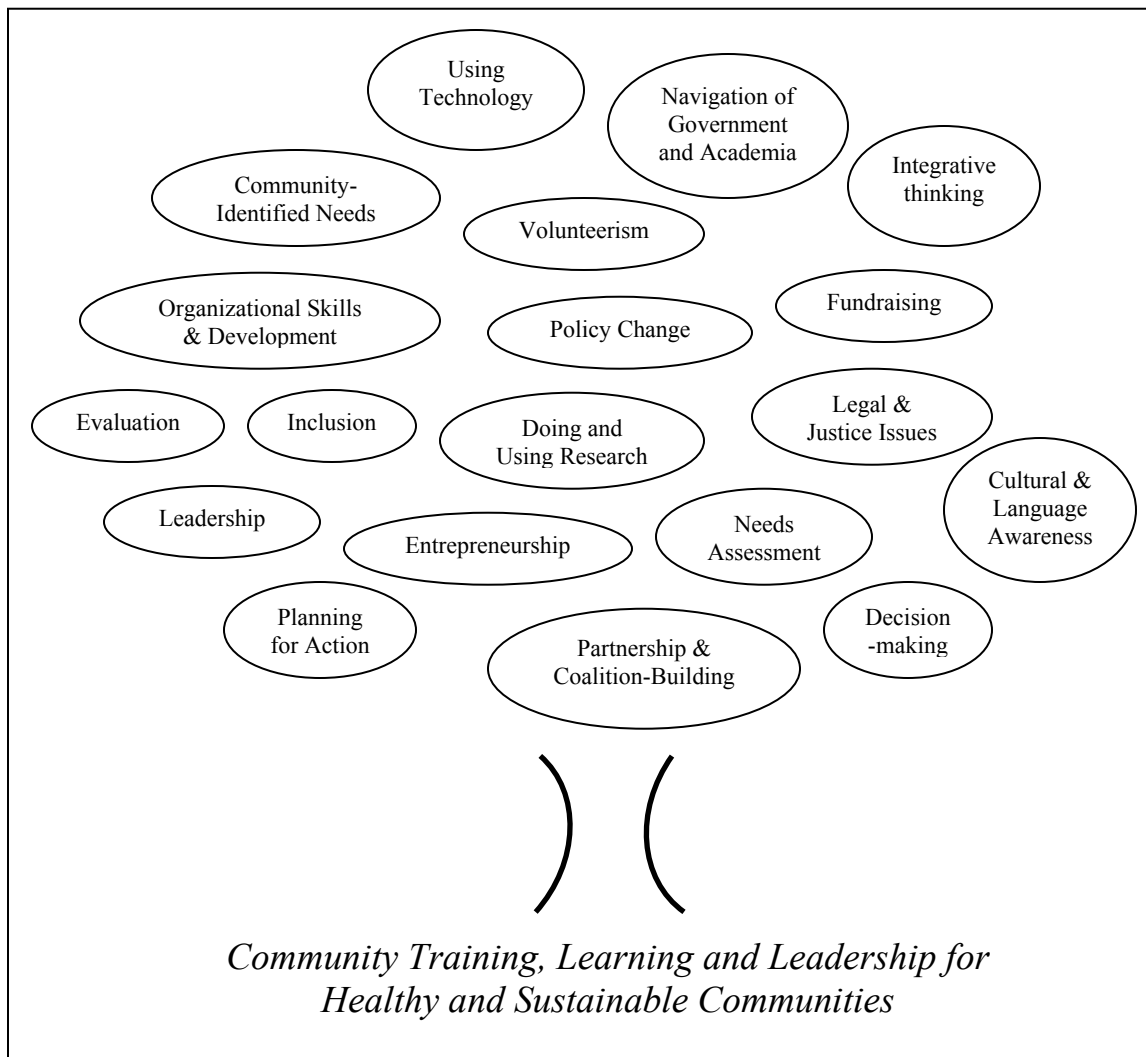 Using
Technology
Navigation of
Government
and Academia
Integrative
thinking
Community-
Identified Needs
Volunteerism
Organizational Skills
& Development
Policy Change
Fundraising
Evaluation
Inclusion
Doing and
Using Research
Legal &
Justice Issues
Cultural &
Language
Awareness
Leadership
Entrepreneurship
Needs
Assessment
Planning
for Action
Partnership &
Coalition-Building
Decision
-making
Community Training, Learning and Leadership for
Healthy and Sustainable Communities